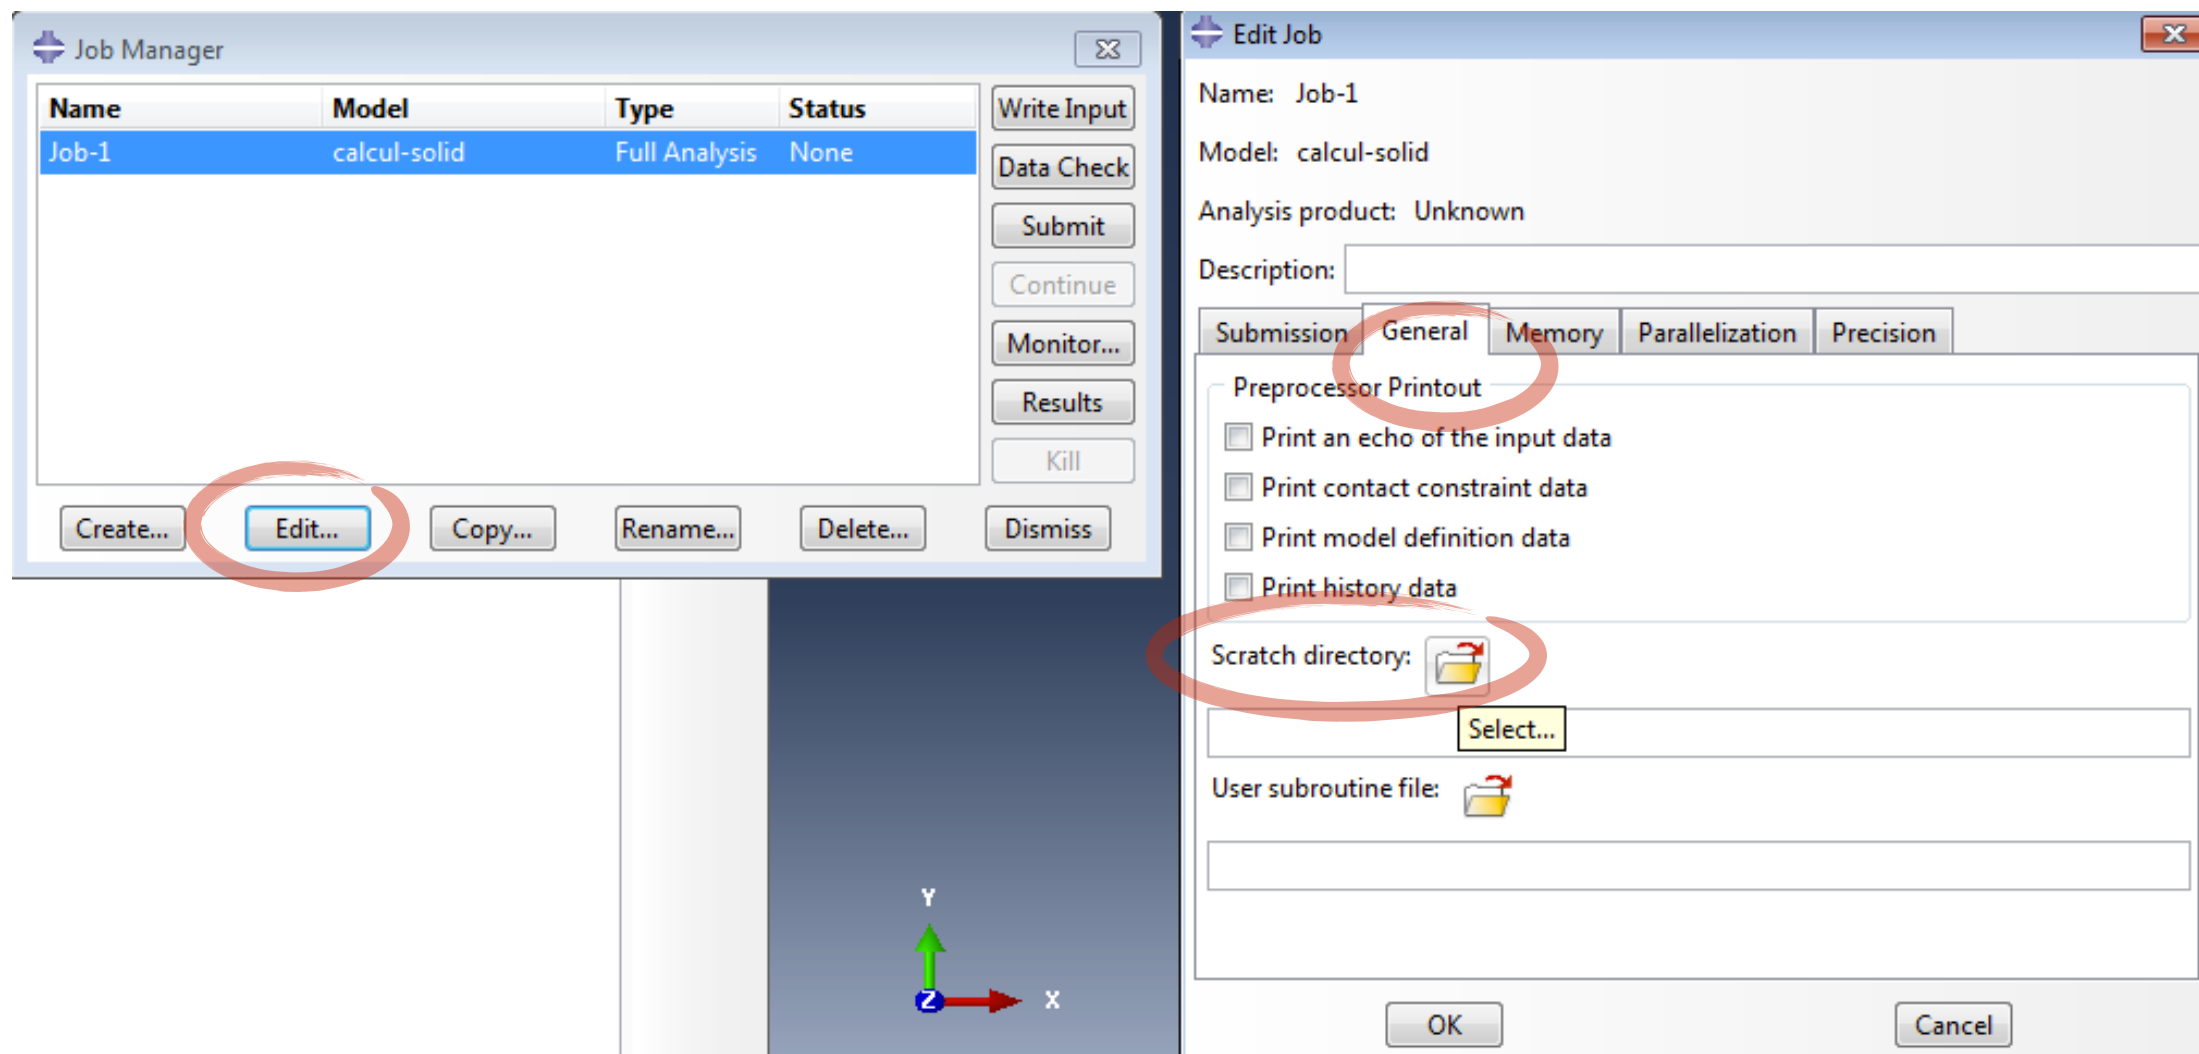 Job Manager
Name Model Type Status
Job-1 calcul-solid Full Analysis None
Write Input
Data Check
Submit
Continue
Monitor...
Results
Kill
Create... Edit... Copy... Rename... Delete... Dismiss
Edit Job
Name: Job-1
Model: calcul-solid
Analysis product: Unknown
Description:
Submission General Memory Parallelization Precision
Preprocessor Printout
Print an echo of the input data
Print contact constraint data
Print model definition data
Print history data
Scratch directory:
Select...
User subroutine file:
OK Cancel
Y
Z X